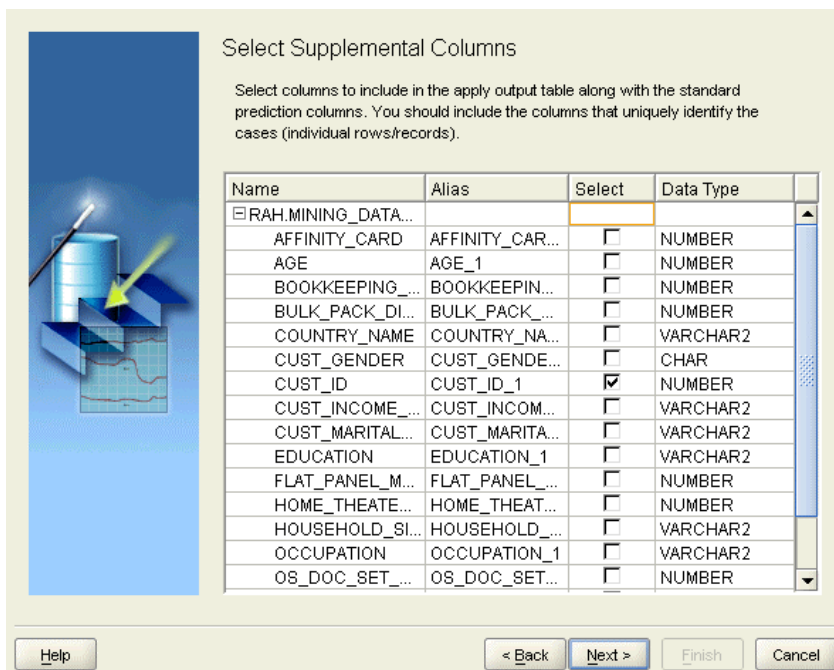 Select Supplemental Columns
Select columns to include in the apply output table along with the standard
prediction columns. You should include the columns that uniquely identify the
cases (individual rows/records).
Name Alias Select Data Type
RAH.MINING_DATA...
AFFINITY_CARD AFFINITY_CAR... NUMBER
AGE AGE_1 NUMBER
BOOKKEEPING_... BOOKKEEPIN... NUMBER
BULK_PACK_DI... BULK_PACK_... NUMBER
COUNTRY_NAME COUNTRY_NA... VARCHAR2
CUST_GENDER CUST_GENDE... CHAR
CUST_ID CUST_ID_1 NUMBER
CUST_INCOME_... CUST_INCOM... VARCHAR2
CUST_MARITAL... CUST_MARITA... VARCHAR2
EDUCATION EDUCATION_1 VARCHAR2
FLAT_PANEL_M... FLAT_PANEL_... NUMBER
HOME_THEATE... HOME_THEAT... NUMBER
HOUSEHOLD_SI... HOUSEHOLD_... VARCHAR2
OCCUPATION OCCUPATION_1 VARCHAR2
OS_DOC_SET_... OS_DOC_SET... NUMBER
Help < Back Next > Finish Cancel